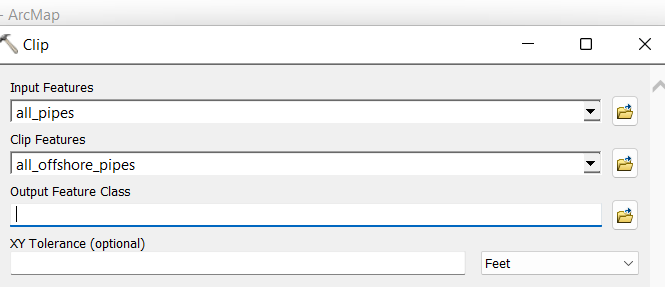 - ArcMap
Clip
Input Features
all_pipes
Clip Features
all_offshore_pipes
Output Feature Class
XY Tolerance (optional)
Feet